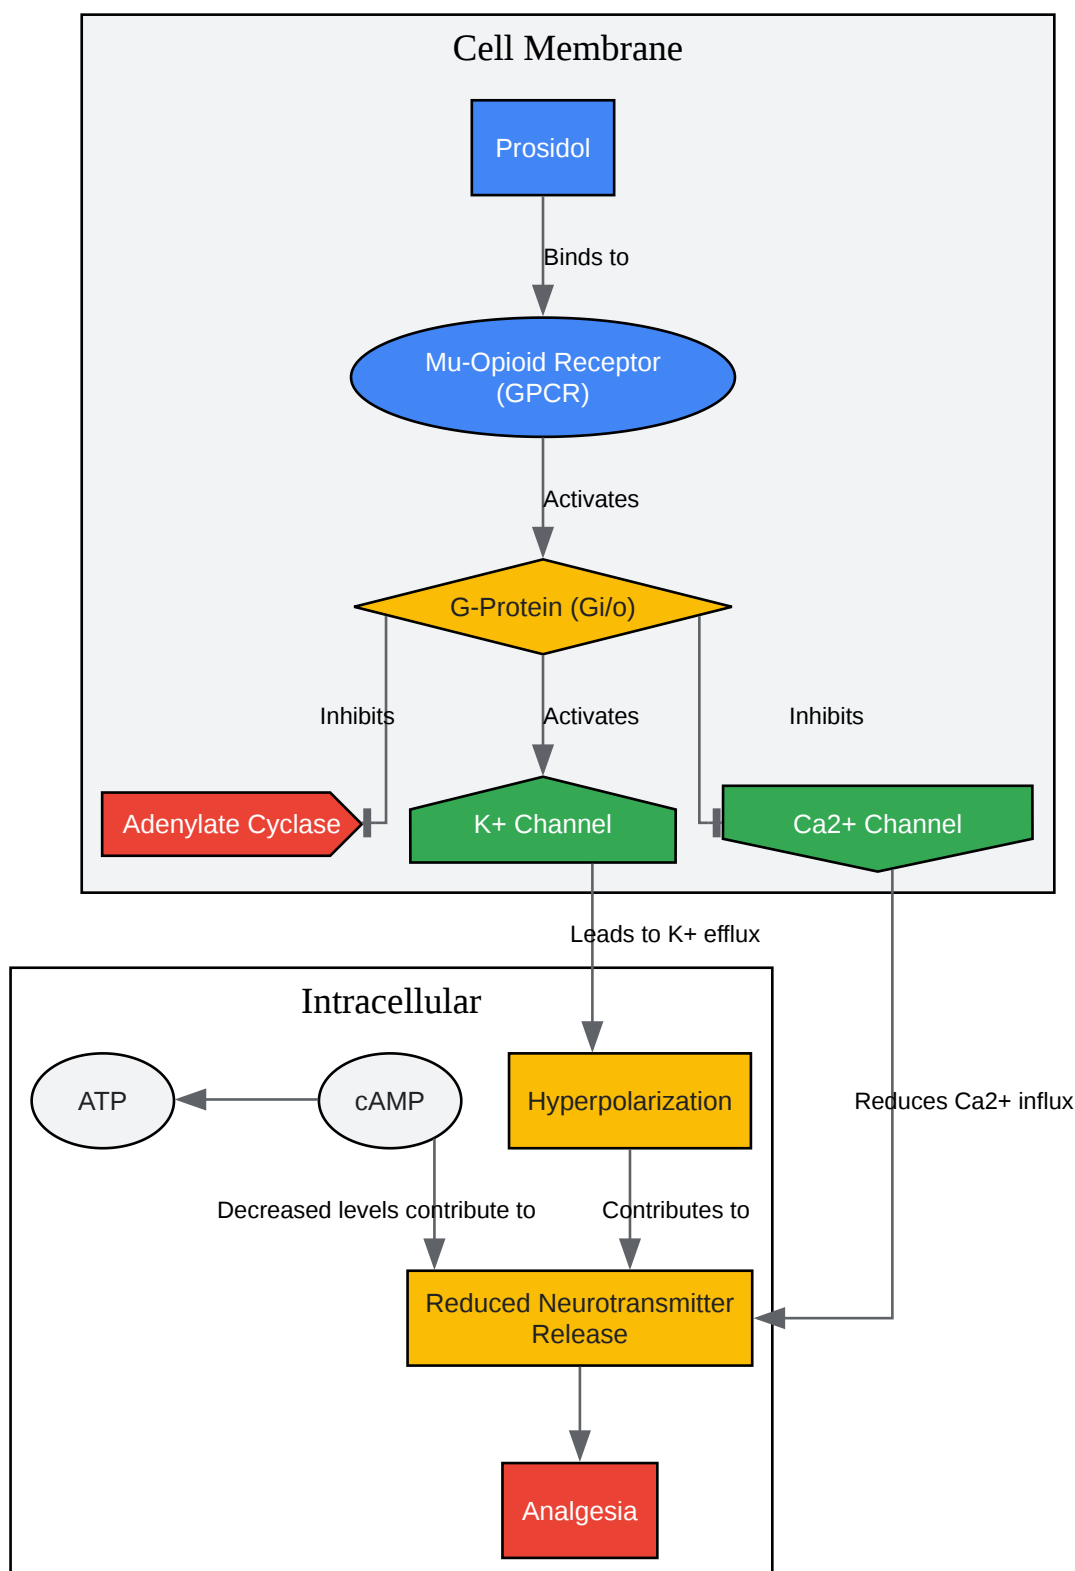 Cell Membrane
Prosidol
Binds to
Mu-Opioid Receptor
(GPCR)
Activates
G-Protein (Gi/o)
Inhibits
Activates
Inhibits
Adenylate Cyclase
K+ Channel
Ca2+ Channel
Leads to K+ efflux
Intracellular
ATP
cAMP
Hyperpolarization
Reduces Ca2+ influx
Decreased levels contribute to
Contributes to
Reduced Neurotransmitter
Release
Analgesia